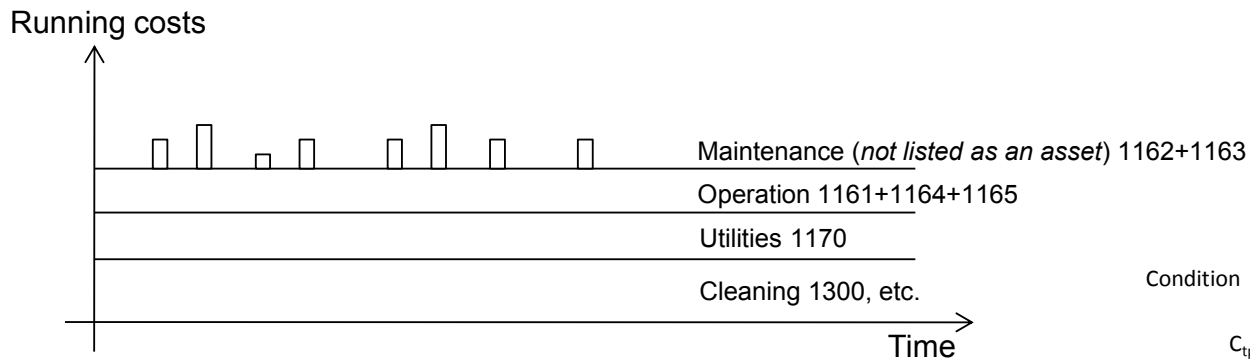 Running costs
Maintenance (not listed as an asset) 1162+1163
Operation 1161+1164+1165
Utilities 1170
Cleaning 1300, etc.
Condition
Time